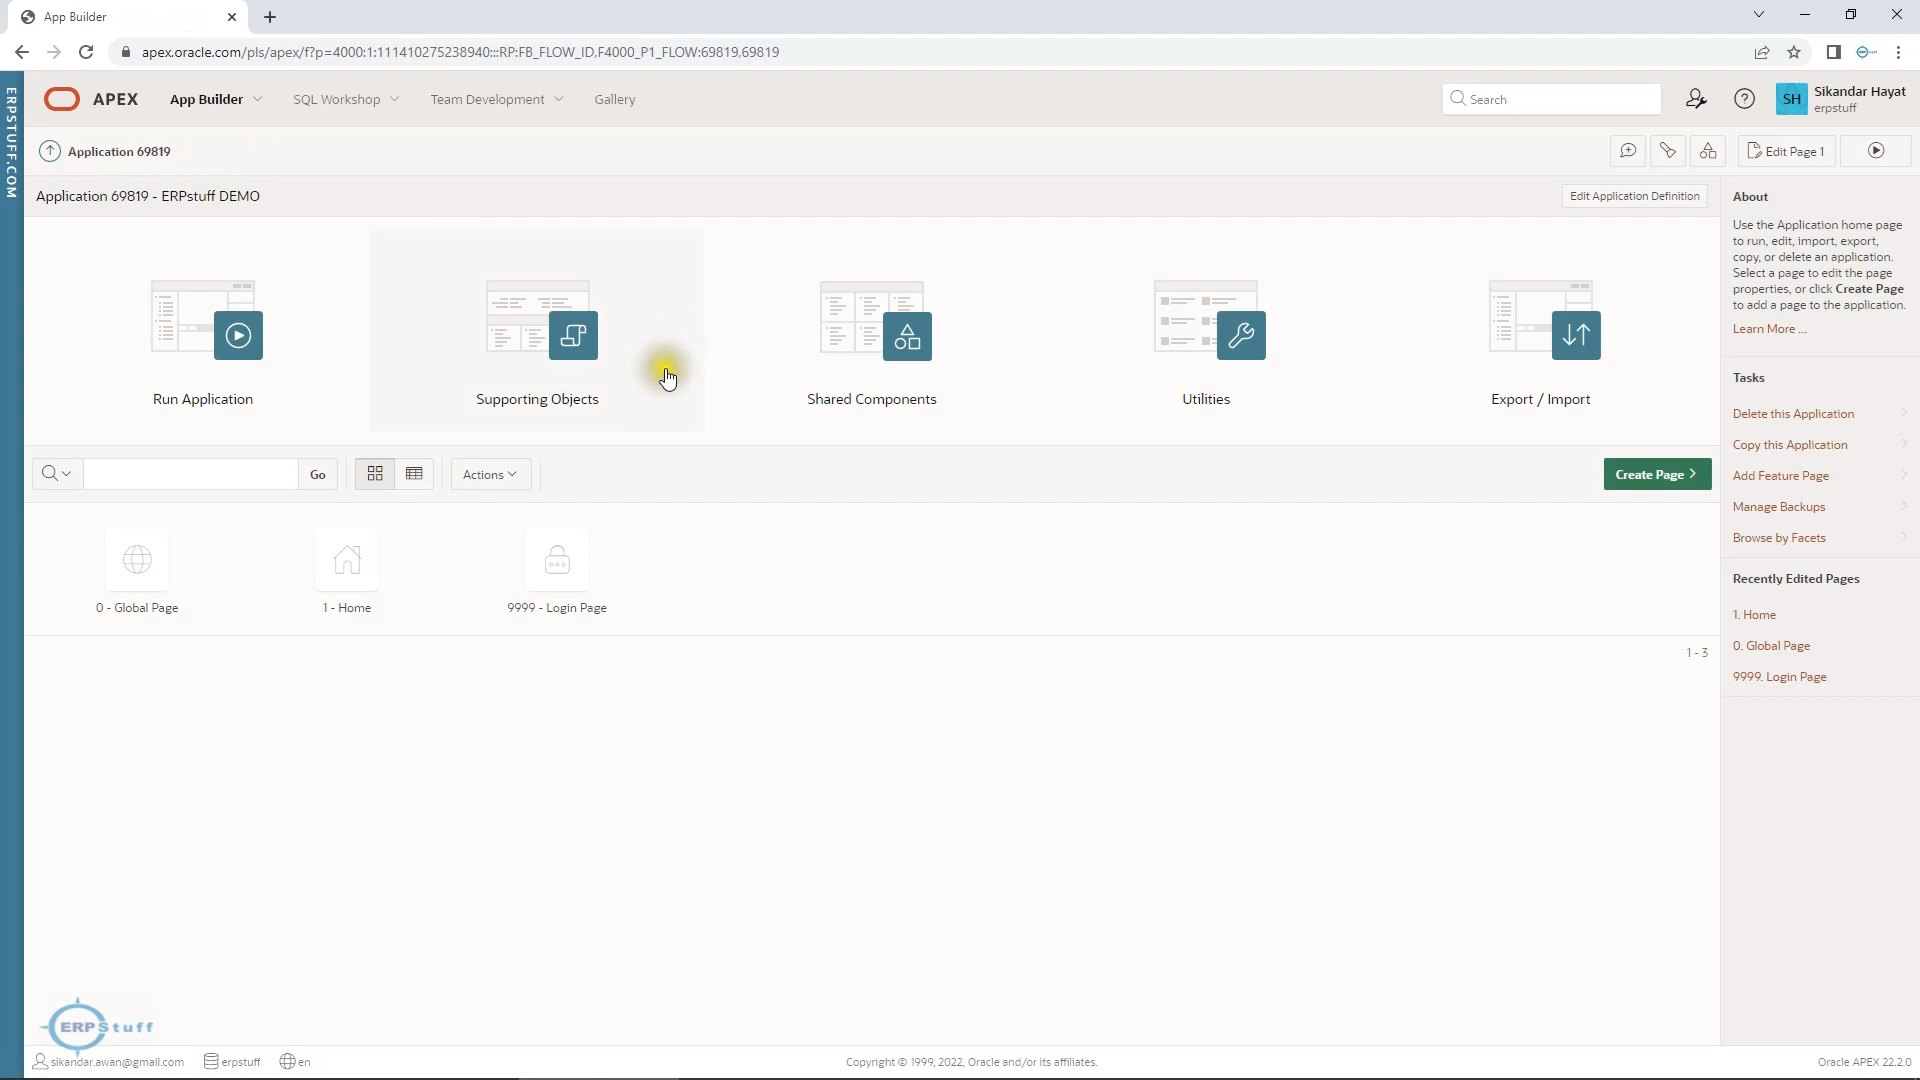 App Builder
apex.oracle.com/pls/apex/f?p=4000:1:111410275238940:::RP:FB_FLOW_ID,F4000_P1_FLOW:69819,69819
ERPSTUFF.COM
APEX
App Builder
SQL Workshop
Team Development
Gallery
Search
SH
Sikandar Hayat
erpstuff
Application 69819
Edit Page 1
Application 69819 - ERPstuff DEMO
Edit Application Definition
Run Application
Supporting Objects
Shared Components
Utilities
Export / Import
Go
Actions
Create Page
0 - Global Page
1 - Home
9999 - Login Page
1 - 3
About
Use the Application home page
to run, edit, import, export,
copy, or delete an application.
Select a page to edit the page
properties, or click Create Page
to add a page to the application.
Learn More ...
Tasks
Delete this Application
Copy this Application
Add Feature Page
Manage Backups
Browse by Facets
Recently Edited Pages
1. Home
0. Global Page
9999. Login Page
ERPStuff
sikandar.awan@gmail.com
erpstuff
en
Copyright © 1999, 2022, Oracle and/or its affiliates.
Oracle APEX 22.2.0